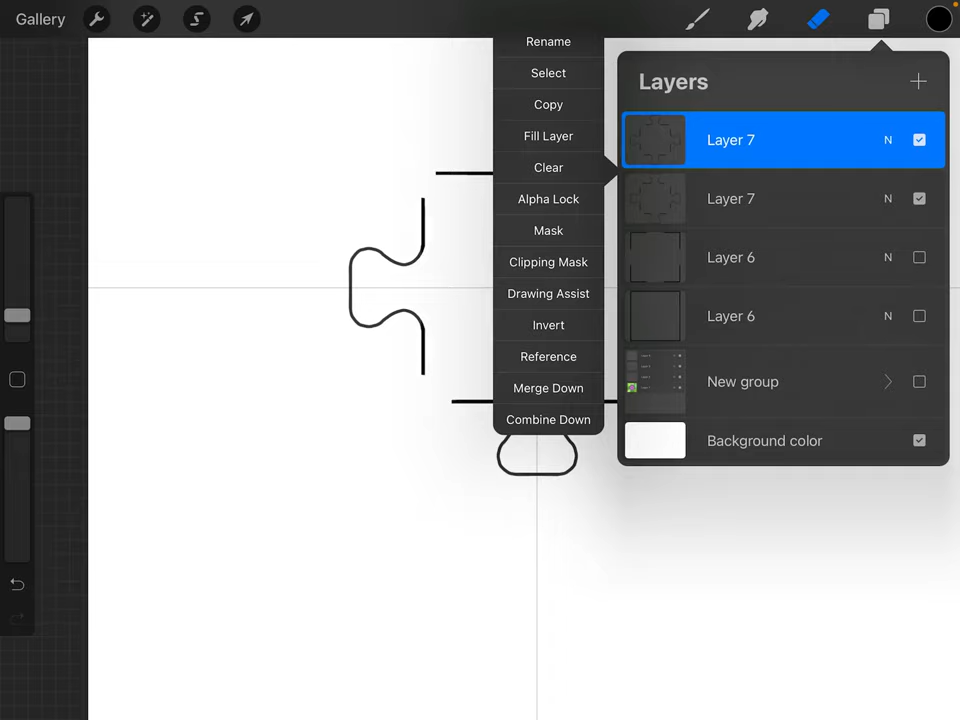 Gallery
Rename
Select
Copy
Fill Layer
Clear
Alpha Lock
Mask
Clipping Mask
Drawing Assist
Invert
Reference
Merge Down
Combine Down
Layers
Layer 7 N
Layer 7 N
Layer 6 N
Layer 6 N
New group
Background color